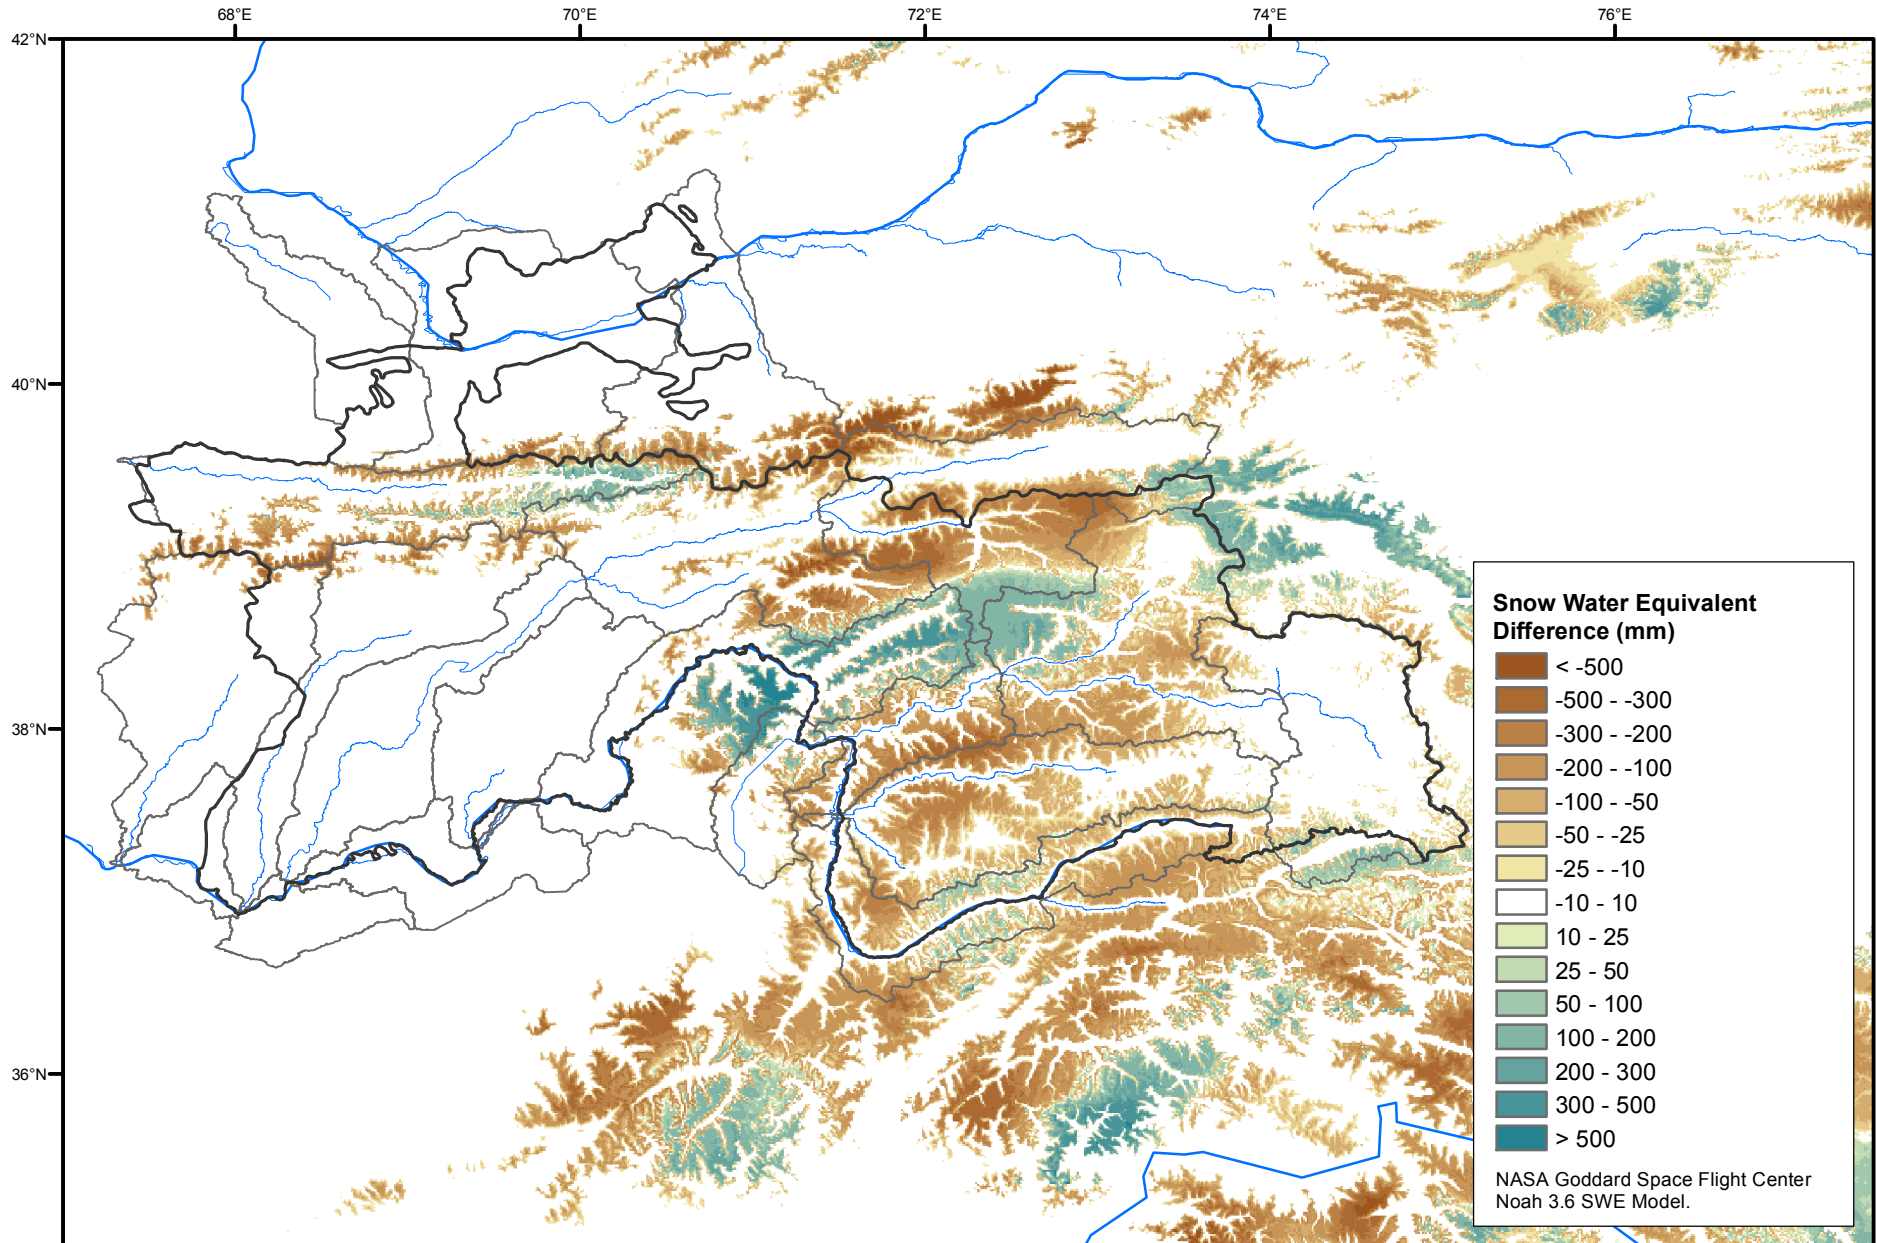 68°E
70°E
72°E
74°E
76°E
42°N
40°N
38°N
36°N
Snow Water Equivalent
Difference (mm)
< -500
-500 - -300
-300 - -200
-200 - -100
-100 - -50
-50 - -25
-25 - -10
-10 - 10
10 - 25
25 - 50
50 - 100
100 - 200
200 - 300
300 - 500
> 500
NASA Goddard Space Flight Center
Noah 3.6 SWE Model.